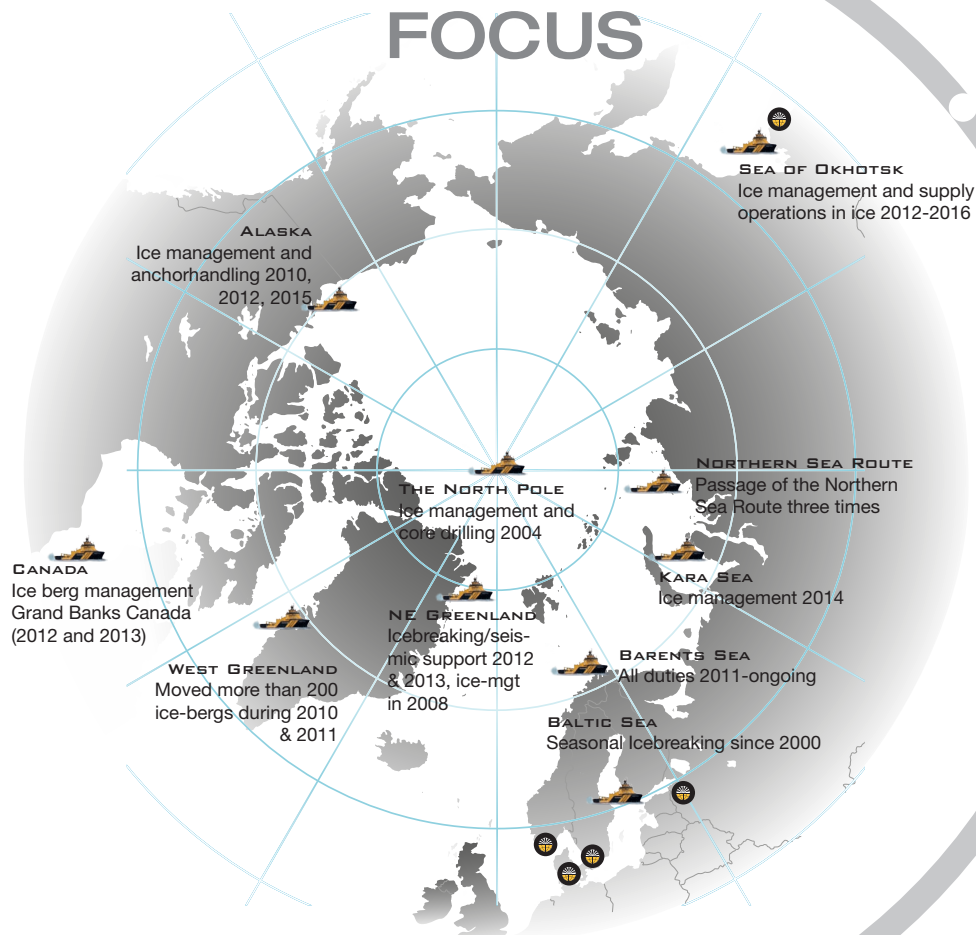 FOCUS
SEA OF OKHOTSK
Ice management and supply
operations in ice 2012-2016
ALASKA
Ice management and
anchorhandling 2010,
2012, 2015
NORTHERN SEA ROUTE
Passage of the Northern
Sea Route three times
THE NORTH POLE
Ice management and
core drilling 2004
CANADA
Ice berg management
Grand Banks Canada
(2012 and 2013)
KARA SEA
Ice management 2014
NE GREENLAND
Icebreaking/seis-
mic support 2012
& 2013, ice-mgt
in 2008
WEST GREENLAND
Moved more than 200
ice-bergs during 2010
& 2011
BARENTS SEA
All duties 2011-ongoing
BALTIC SEA
Seasonal Icebreaking since 2000